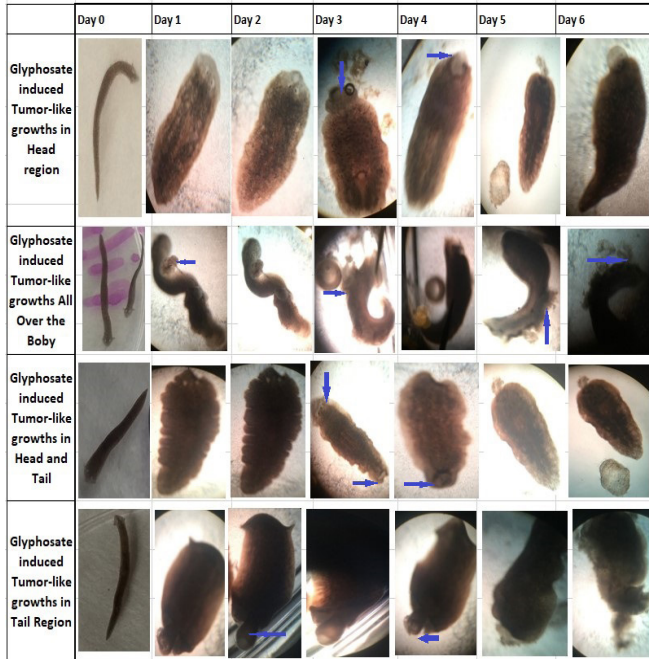 Day 0 Day 1 Day 2 Day 3 Day 4 Day 5 Day 6
Glyphosate
induced
Tumor-like
growths in
Head
region
Glyphosate
induced
Tumor-like
growths All
Over the
Boby
Glyphosate
induced
Tumor-like
growths in
Head and
Tail
Glyphosate
induced
Tumor-like
growths in
Tail Region